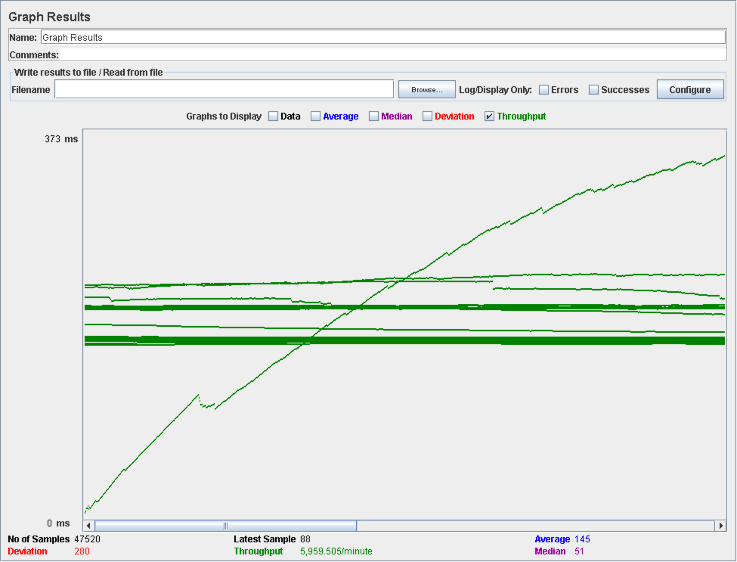 Graph Results
Name: Graph Results
Comments:
Write results to file / Read from file
Filename Browse... Log/Display Only: Errors Successes Configure
Graphs to Display Data Average Median Deviation Throughput
373 ms
0 ms
No of Samples 47520 Latest Sample 88 Average 145
Deviation 280 Throughput 5,959.505/minute Median 51